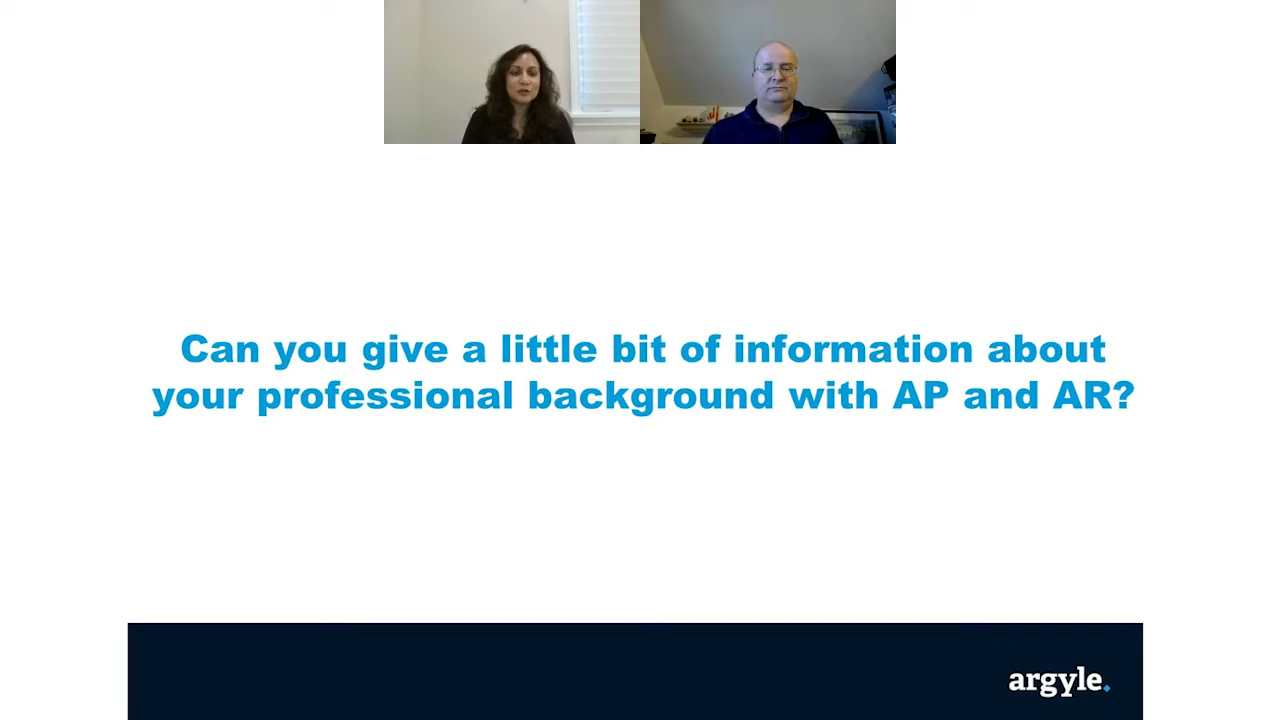 Can you give a little bit of information about
your professional background with AP and AR?
argyle.